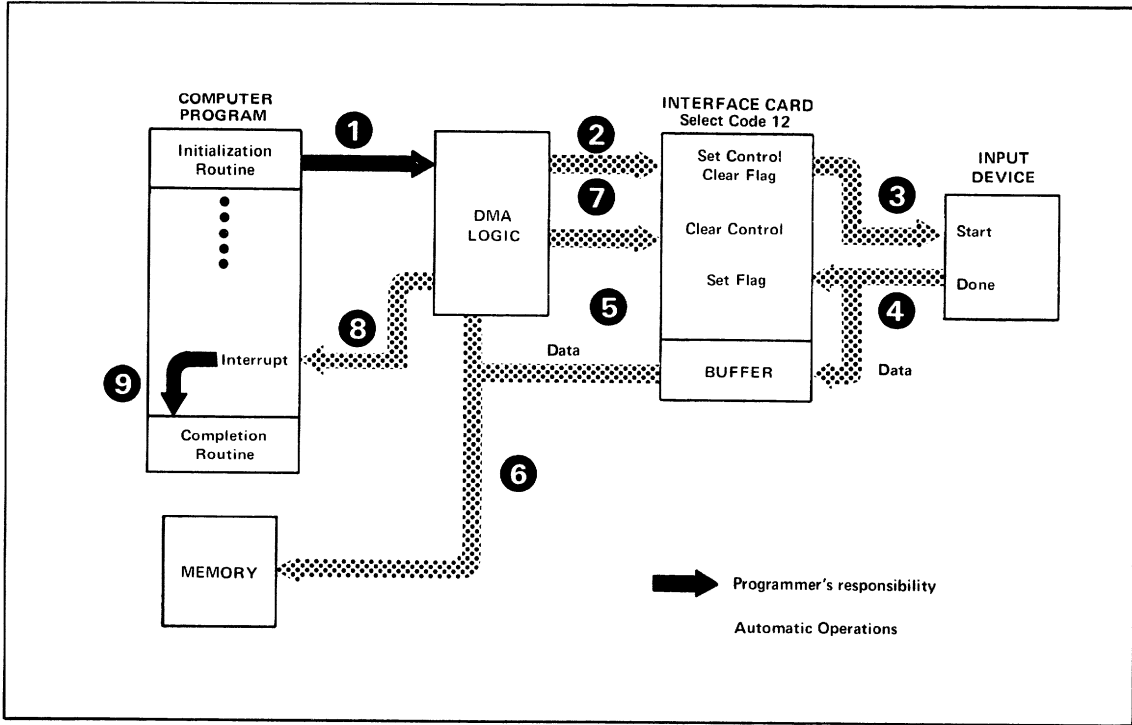 COMPUTER
PROGRAM
Initialization
Routine
1
DMA
LOGIC
2
7
INTERFACE CARD
Select Code 12
Set Control
Clear Flag
Clear Control
Set Flag
BUFFER
3
INPUT
DEVICE
Start
Done
4
Data
5
Data
8
Interrupt
9
Completion
Routine
6
MEMORY
Programmer's responsibility
Automatic Operations